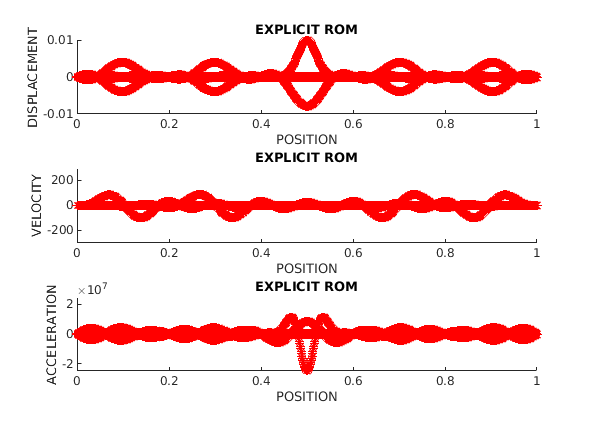 EXPLICIT ROM
DISPLACEMENT
0.01
0
-0.01
0 0.2 0.4 0.6 0.8 1
POSITION
EXPLICIT ROM
VELOCITY
200
0
-200
0 0.2 0.4 0.6 0.8 1
POSITION
EXPLICIT ROM
×10⁷
ACCELERATION
2
0
-2
0 0.2 0.4 0.6 0.8 1
POSITION